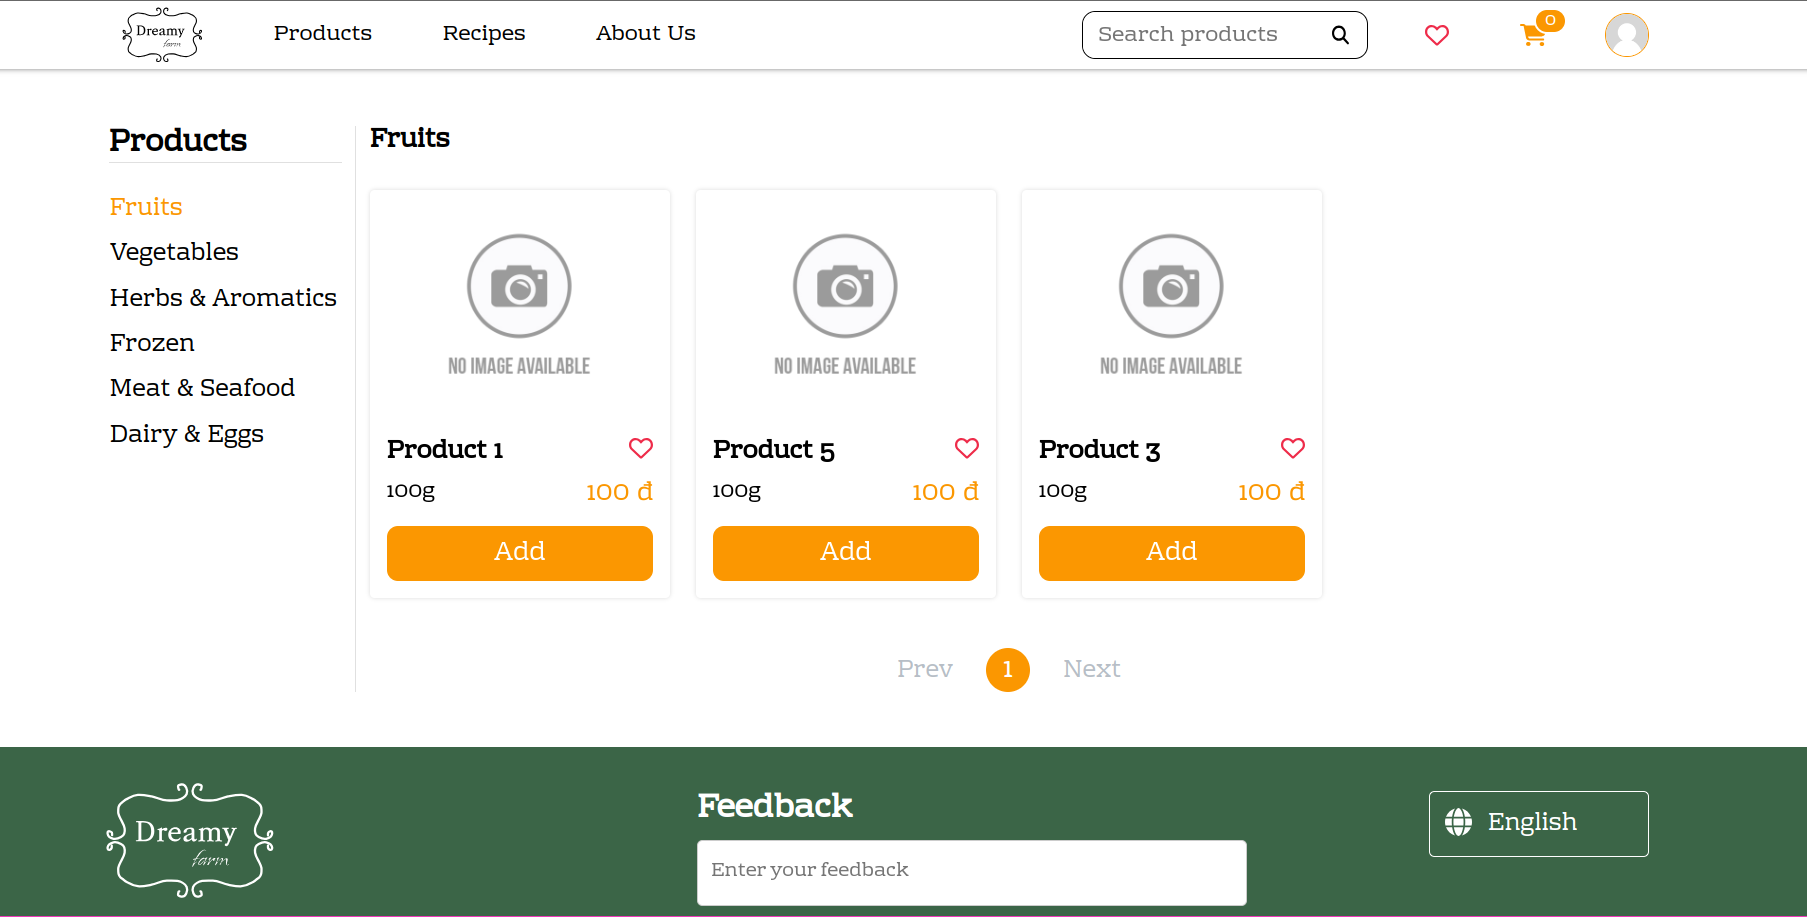 Dreamy
farm
Products
Recipes
About Us
Search products
0
Products
Fruits
Vegetables
Herbs & Aromatics
Frozen
Meat & Seafood
Dairy & Eggs
Fruits
NO IMAGE AVAILABLE
Product 1
100g
100 đ
Add
NO IMAGE AVAILABLE
Product 5
100g
100 đ
Add
NO IMAGE AVAILABLE
Product 3
100g
100 đ
Add
Prev
1
Next
Dreamy
farm
Feedback
Enter your feedback
English